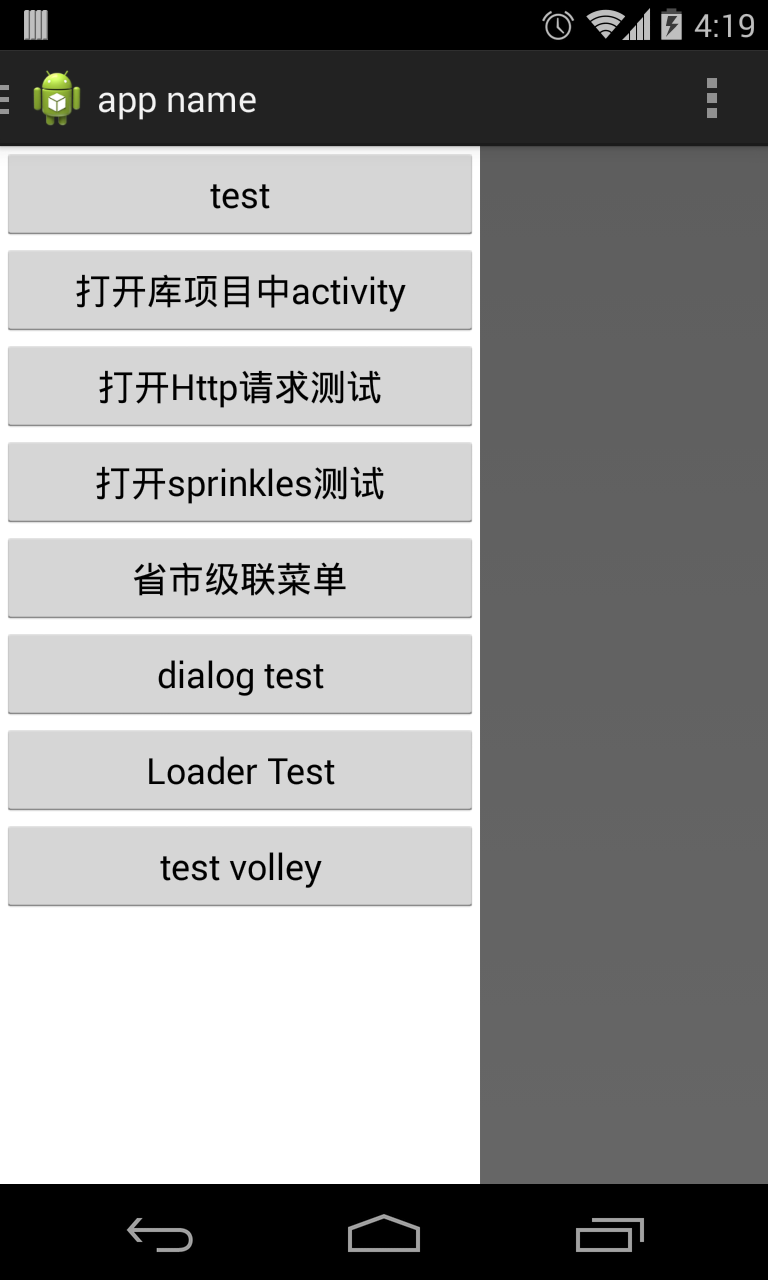 4:19
app name
test
打开库项目中activity
打开Http请求测试
打开sprinkles测试
省市级联菜单
dialog test
Loader Test
test volley